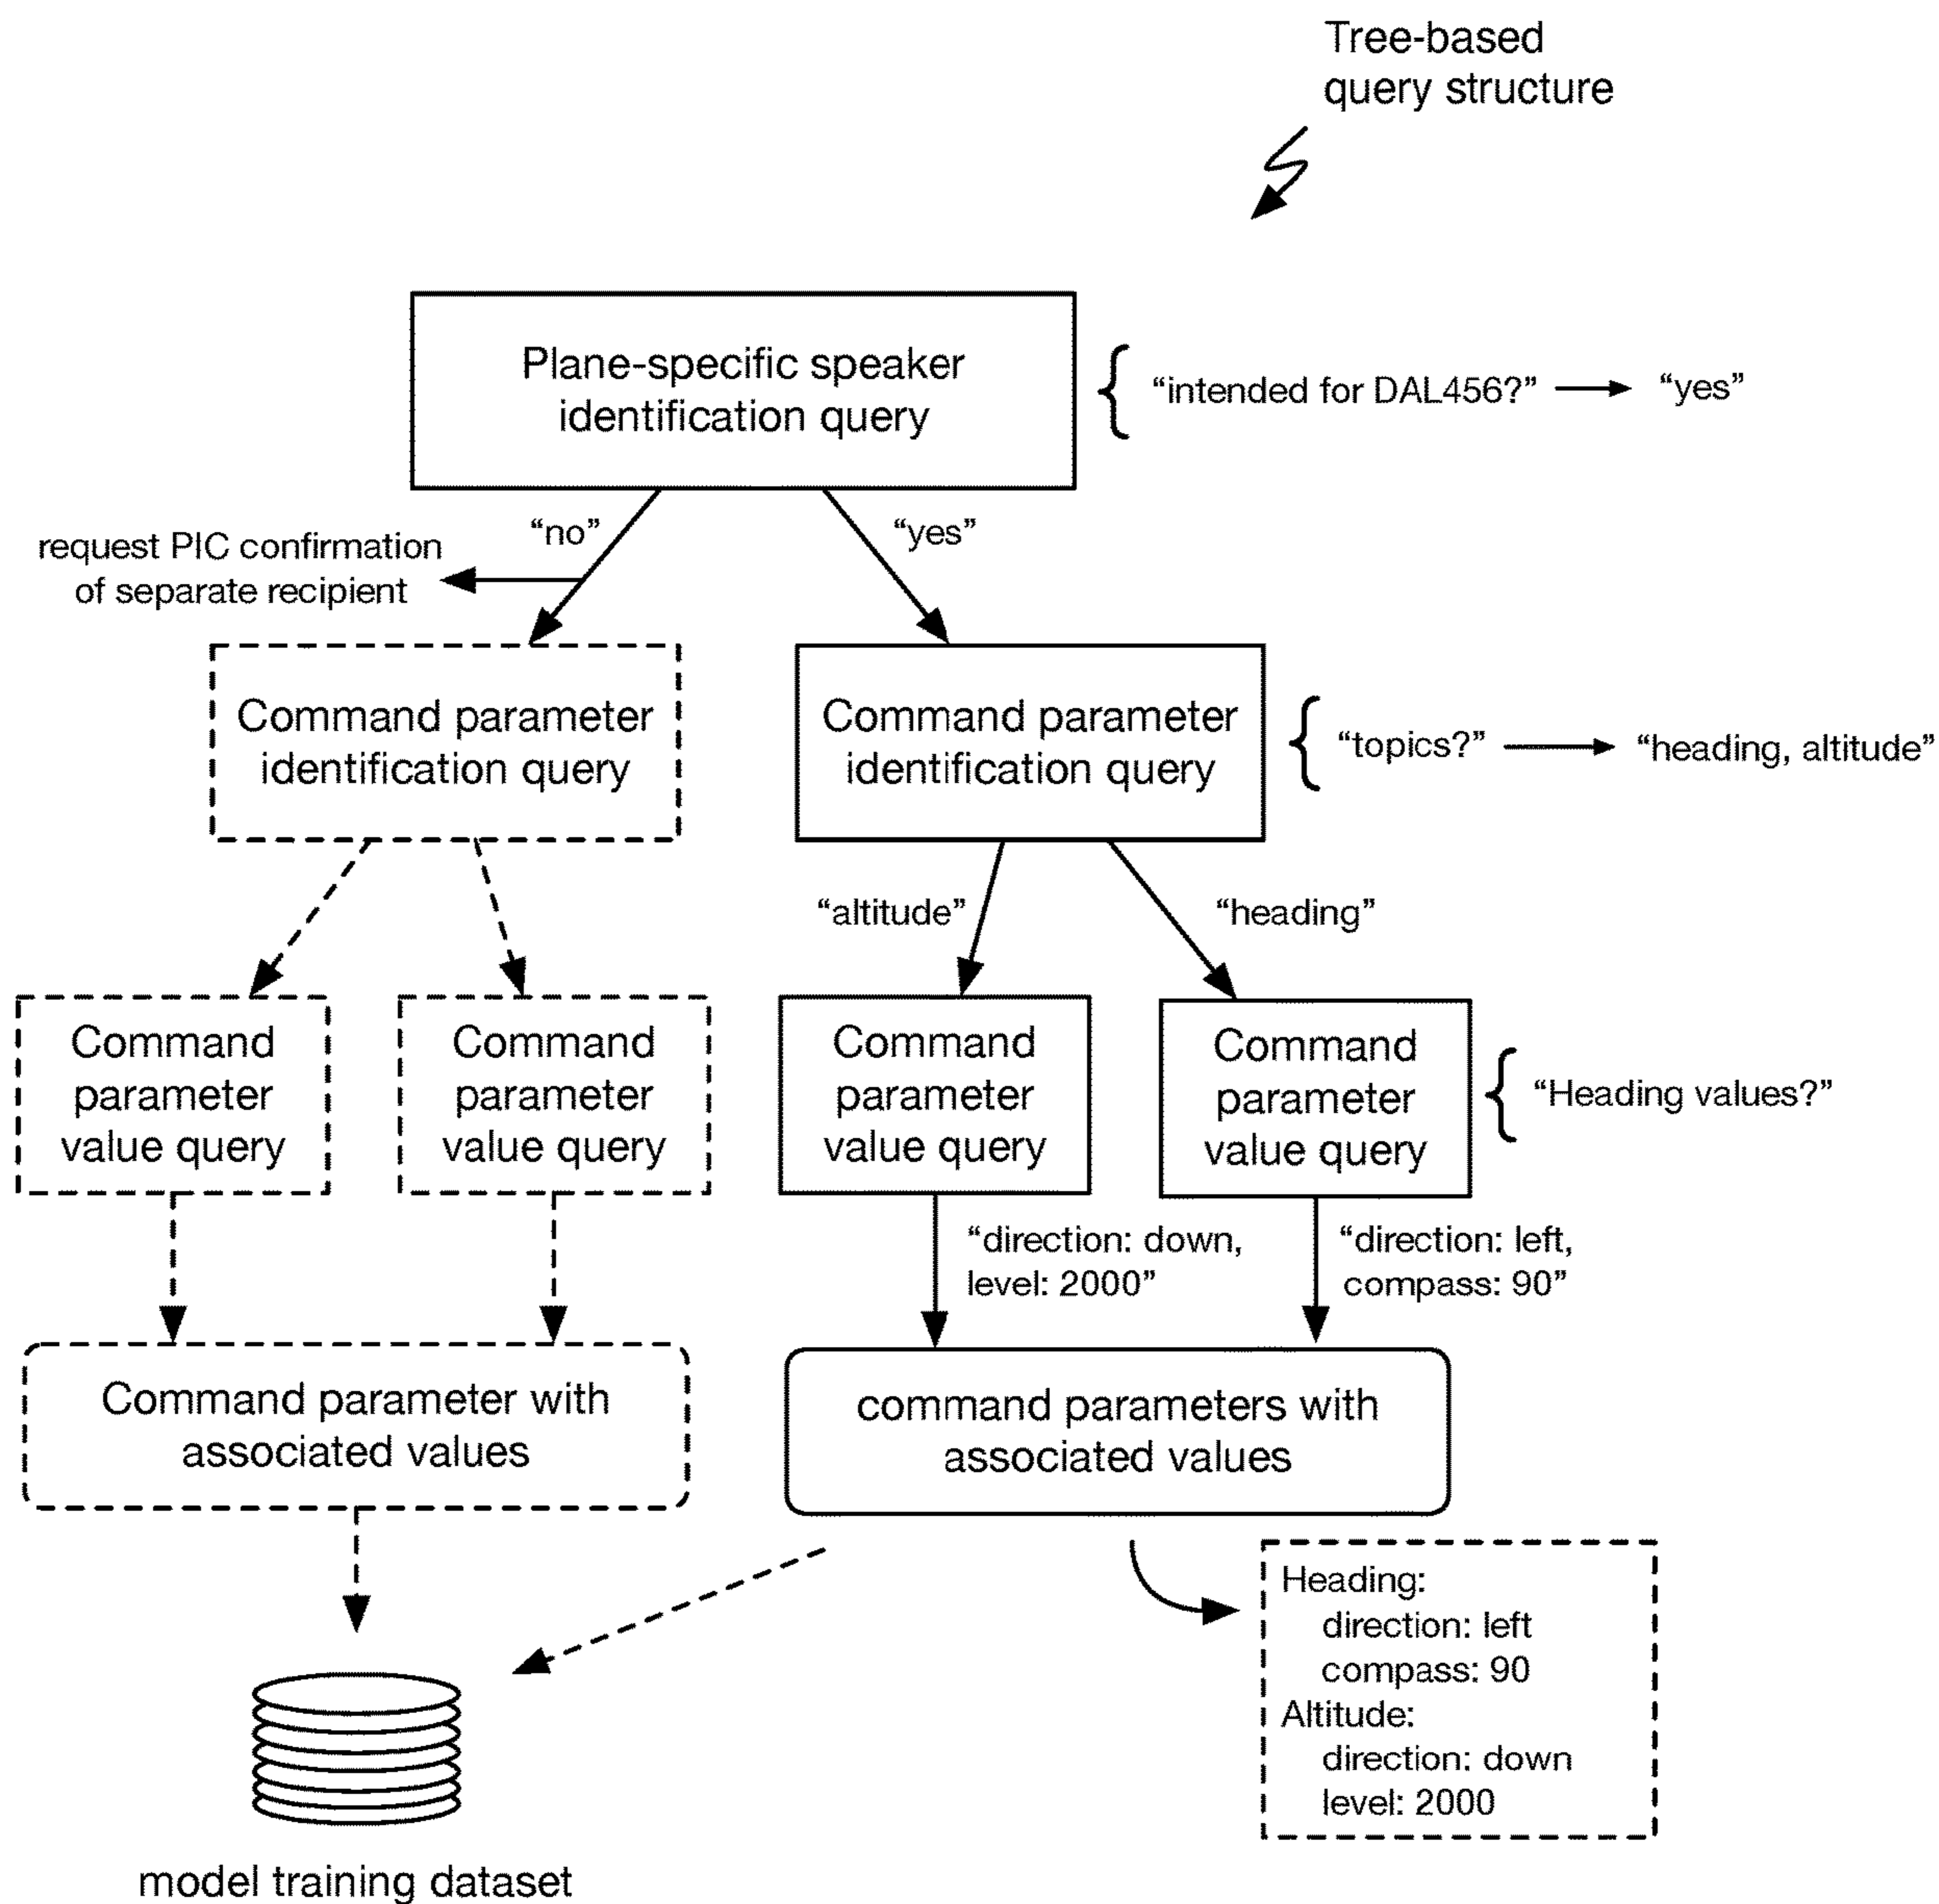 Tree-based
query structure
Plane-specific speaker
identification query
“intended for DAL456?”
“yes”
“no”
“yes”
request PIC confirmation
of separate recipient
Command parameter
identification query
Command parameter
identification query
“topics?”
“heading, altitude”
“altitude”
“heading”
Command
parameter
value query
Command
parameter
value query
Command
parameter
value query
Command
parameter
value query
“Heading values?”
“direction: down,
level: 2000”
“direction: left,
compass: 90”
Command parameter with
associated values
command parameters with
associated values
Heading:
direction: left
compass: 90
Altitude:
direction: down
level: 2000
model training dataset